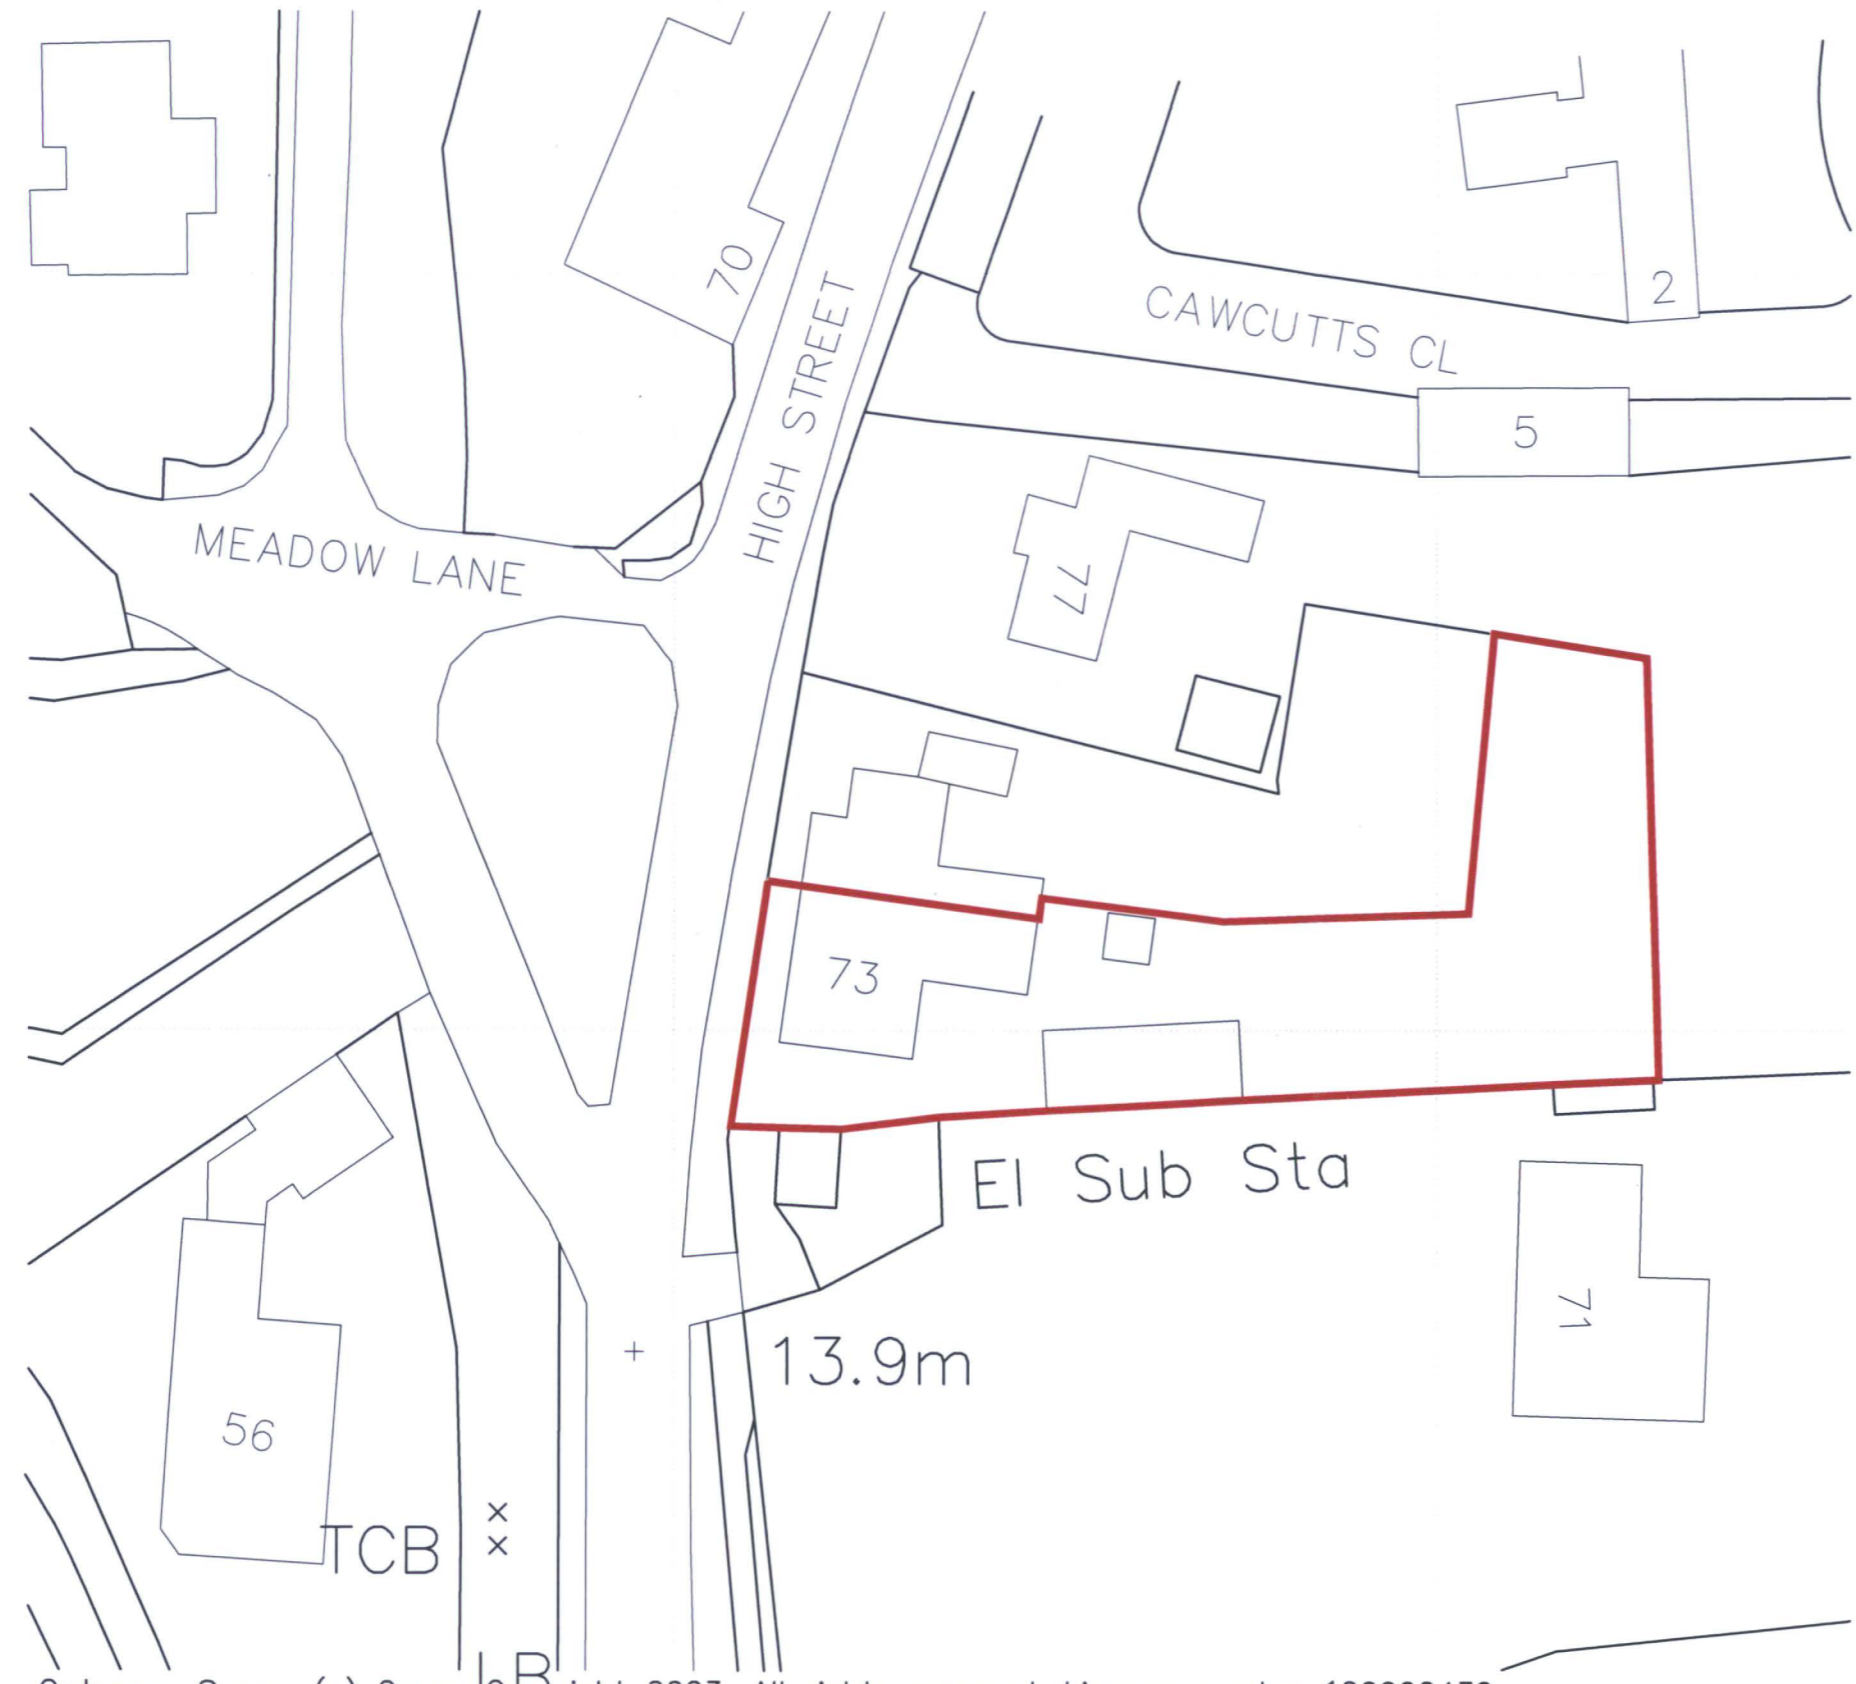 70
HIGH STREET
CAWCUTTS CL
2
5
MEADOW LANE
77
73
El Sub Sta
71
13.9m
56
TCB
LB